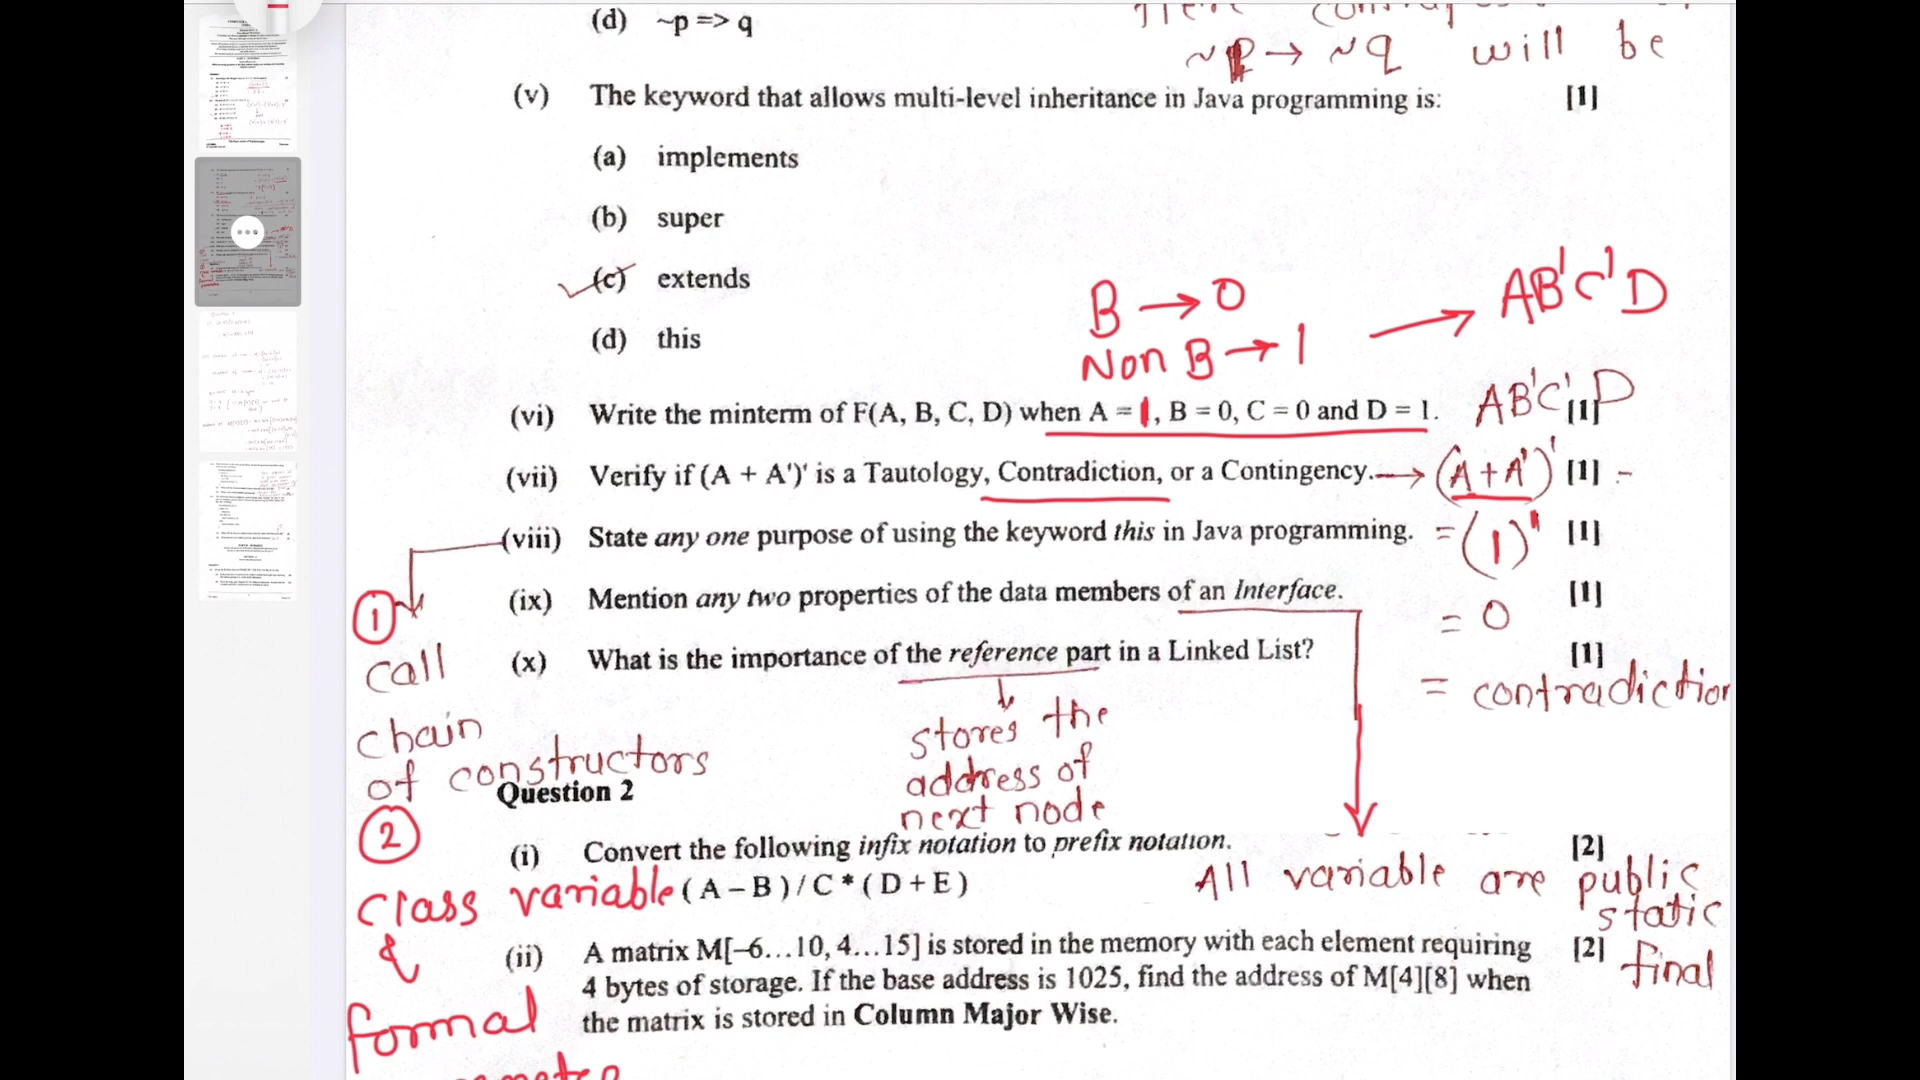 (d) ~p => q
~p → ~q will be
(v) The keyword that allows multi-level inheritance in Java programming is: [1]
(a) implements
(b) super
(c) extends
(d) this
B → 0
Non B → 1
→ AB'C'D
(vi) Write the minterm of F(A, B, C, D) when A = 1, B = 0, C = 0 and D = 1. [1]
AB'C'D
(vii) Verify if (A + A')' is a Tautology, Contradiction, or a Contingency. → (A+A')' [1]
(viii) State any one purpose of using the keyword this in Java programming. = (1)' [1]
(ix) Mention any two properties of the data members of an Interface. [1]
= 0
(x) What is the importance of the reference part in a Linked List? [1]
= contradiction
1
call
chain
of constructors
stores the
address of
next node
Question 2
2
(i) Convert the following infix notation to prefix notation. [2]
class variable
( A – B ) / C * ( D + E )
All variable are public
static
final
&
formal
(ii) A matrix M[–6…10, 4…15] is stored in the memory with each element requiring [2]
4 bytes of storage. If the base address is 1025, find the address of M[4][8] when
the matrix is stored in Column Major Wise.